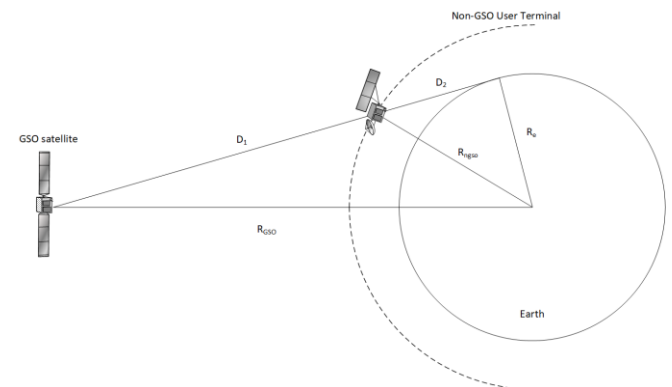 Non-GSO User Terminal
D2
GSO satellite
D1
Re
Rngso
RGSO
Earth